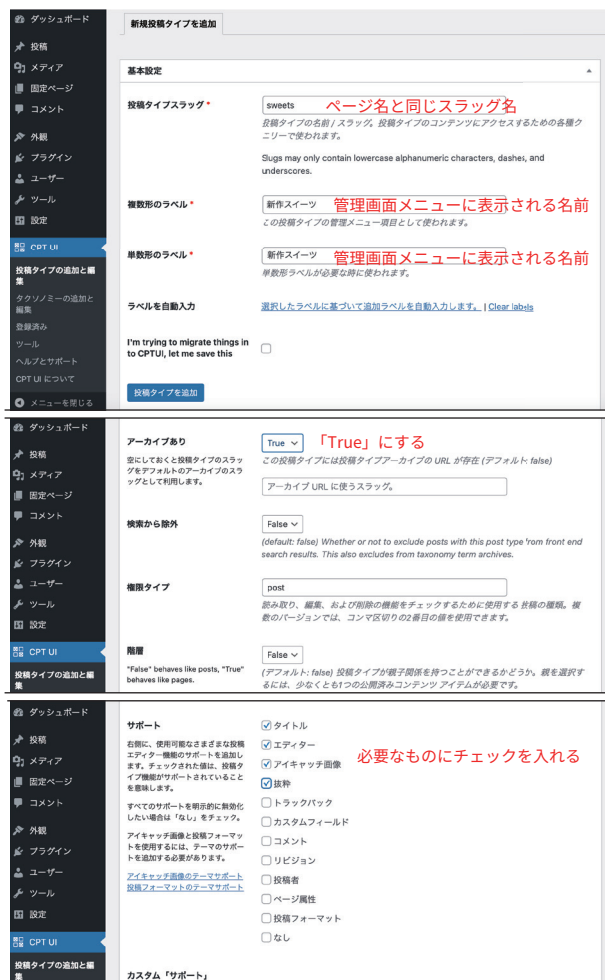 ダッシュボード
投稿
メディア
固定ページ
コメント
外観
プラグイン
ユーザー
ツール
設定
CPT UI
投稿タイプの追加と編
集
タクソノミーの追加と
編集
登録済み
ツール
ヘルプとサポート
CPT UI について
メニューを閉じる
新規投稿タイプを追加
基本設定
投稿タイプスラッグ *
sweets
ページ名と同じスラッグ名
投稿タイプの名前 / スラッグ。投稿タイプのコンテンツにアクセスするための各種ク
ニリーで使われます。
Slugs may only contain lowercase alphanumeric characters, dashes, and
underscores.
複数形のラベル *
新作スイーツ
管理画面メニューに表示される名前
この投稿タイプの管理メニュー項目として使われます。
単数形のラベル *
新作スイーツ
管理画面メニューに表示される名前
単数形ラベルが必要な時に使われます。
ラベルを自動入力
選択したラベルに基づいて追加ラベルを自動入力します。 | Clear labels
I'm trying to migrate things in
to CPTUI, let me save this
投稿タイプを追加
ダッシュボード
投稿
メディア
固定ページ
コメント
外観
プラグイン
ユーザー
ツール
設定
CPT UI
投稿タイプの追加と編
集
アーカイブあり
空にしておくと投稿タイプのスラッ
グをデフォルトのアーカイブのスラ
ッグとして利用します。
True
「True」にする
この投稿タイプには投稿タイプアーカイブの URL が存在 (デフォルト: false)
アーカイブ URL に使うスラッグ。
検索から除外
False
(default: false) Whether or not to exclude posts with this post type from front end
search results. This also excludes from taxonomy term archives.
権限タイプ
post
読み取り、編集、および削除の機能をチェックするために使用する 投稿の種類。複
数のバージョンでは、コンマ区切りの2番目の値を使用できます。
階層
"False" behaves like posts, "True"
behaves like pages.
False
(デフォルト: false) 投稿タイプが親子関係を持つことができるかどうか。親を選択す
るには、少なくとも1つの公開済みコンテンツ アイテムが必要です。
ダッシュボード
投稿
メディア
固定ページ
コメント
外観
プラグイン
ユーザー
ツール
設定
CPT UI
投稿タイプの追加と編
集
サポート
右側に、使用可能なさまざまな投稿
エディター機能のサポートを追加し
ます。チェックされた値は、投稿タ
イプ機能がサポートされていること
を意味します。
すべてのサポートを明示的に無効化
したい場合は「なし」をチェック。
アイキャッチ画像と投稿フォーマッ
トを使用するには、テーマのサポー
トを追加する必要があります。
アイキャッチ画像のテーマサポート
投稿フォーマットのテーマサポート
タイトル
エディター
アイキャッチ画像
必要なものにチェックを入れる
抜粋
トラックバック
カスタムフィールド
コメント
リビジョン
投稿者
ページ属性
投稿フォーマット
なし
カスタム「サポート」